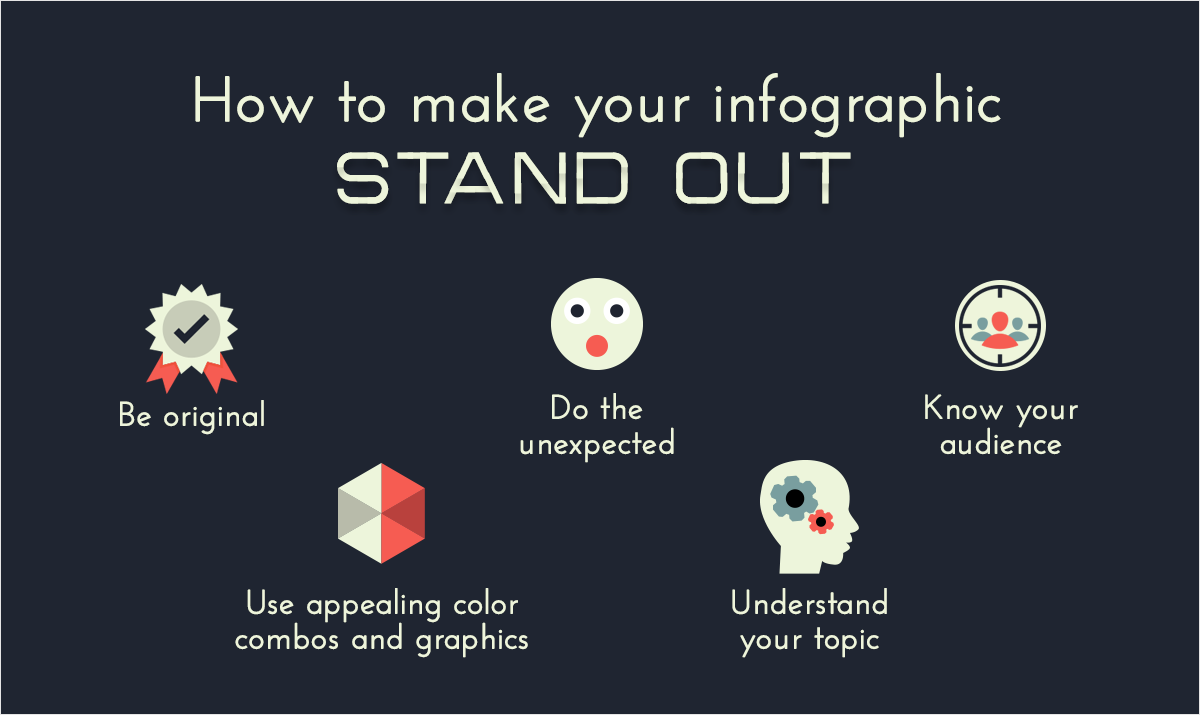 How to make your infographic
STAND OUT
Be original
Do the
unexpected
Know your
audience
Use appealing color
combos and graphics
Understand
your topic